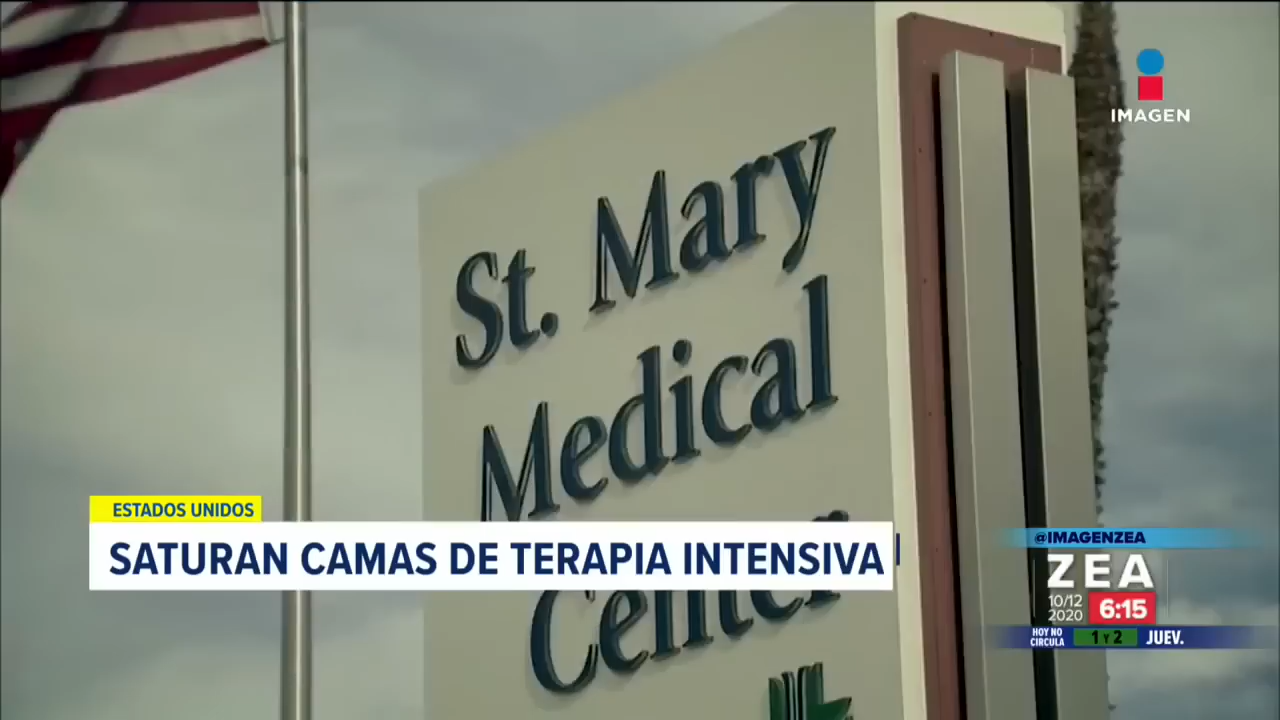 IMAGEN
St. Mary
Medical
Center
ESTADOS UNIDOS
SATURAN CAMAS DE TERAPIA INTENSIVA
@IMAGENZEA
ZEA
10/12
2020
6:15
HOY NO
CIRCULA
1 Y 2
JUEV.